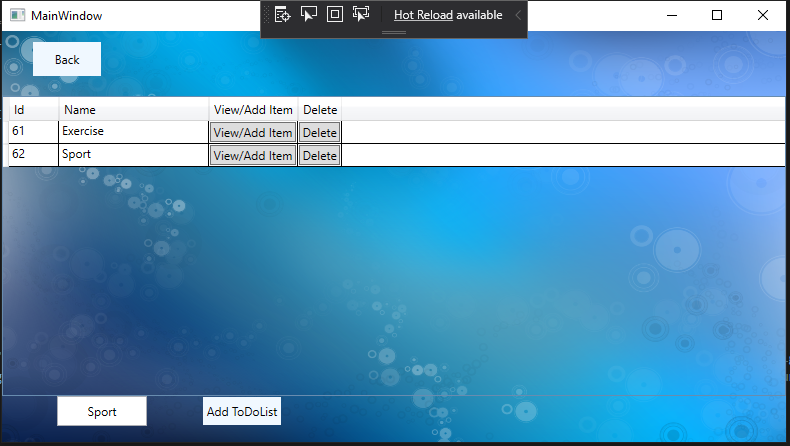 MainWindow
Hot Reload available
Back
Id Name View/Add Item Delete
61 Exercise View/Add Item Delete
62 Sport View/Add Item Delete
Sport Add ToDoList